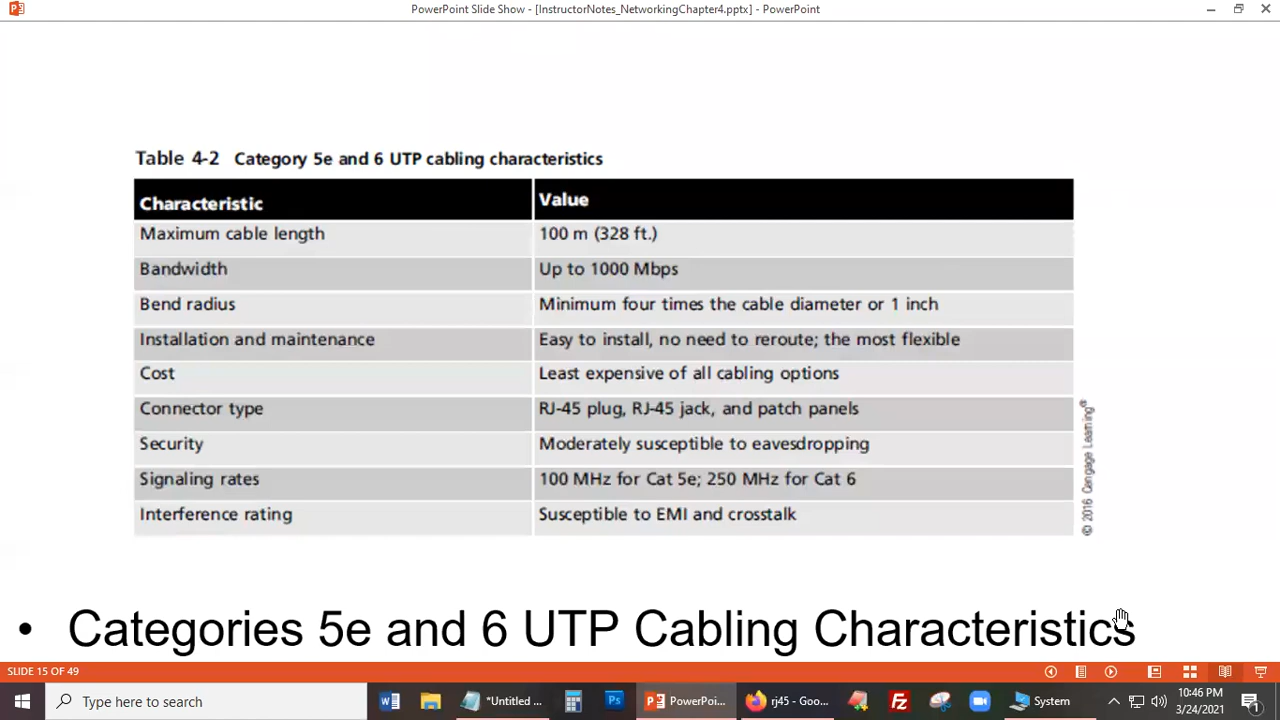 PowerPoint Slide Show - [InstructorNotes_NetworkingChapter4.pptx] - PowerPoint
Table 4-2 Category 5e and 6 UTP cabling characteristics
Characteristic Value
Maximum cable length 100 m (328 ft.)
Bandwidth Up to 1000 Mbps
Bend radius Minimum four times the cable diameter or 1 inch
Installation and maintenance Easy to install, no need to reroute; the most flexible
Cost Least expensive of all cabling options
Connector type RJ-45 plug, RJ-45 jack, and patch panels
Security Moderately susceptible to eavesdropping
Signaling rates 100 MHz for Cat 5e; 250 MHz for Cat 6
Interference rating Susceptible to EMI and crosstalk
© 2016 Cengage Learning®
• Categories 5e and 6 UTP Cabling Characteristics
SLIDE 15 OF 49
Type here to search
*Untitled ...
PowerPoi...
rj45 - Goo...
System
10:46 PM
3/24/2021
1